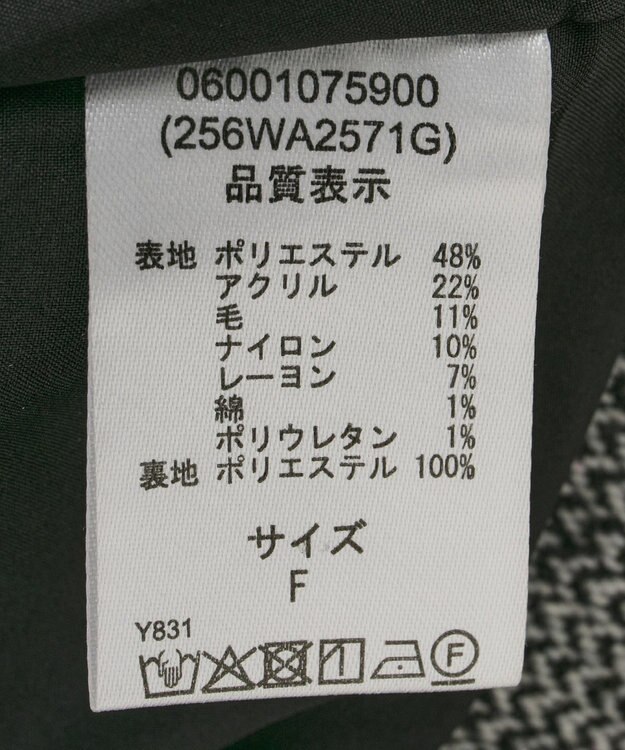 06001075900
(256WA2571G)
品質表示
表地 ポリエステル 48%
アクリル 22%
毛 11%
ナイロン 10%
レーヨン 7%
綿 1%
ポリウレタン 1%
裏地 ポリエステル 100%
サイズ
F
Y831
F